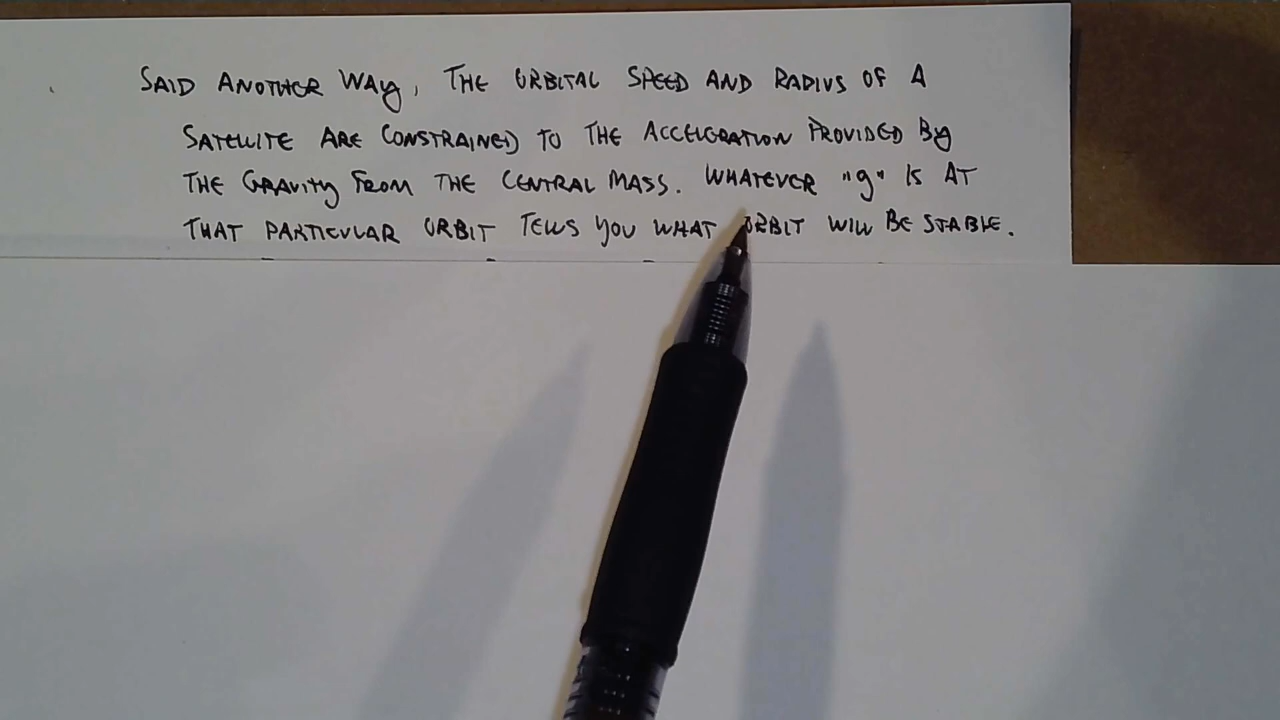 SAID ANOTHER WAY, THE ORBITAL SPEED AND RADIUS OF A
SATELLITE ARE CONSTRAINED TO THE ACCELERATION PROVIDED BY
THE GRAVITY FROM THE CENTRAL MASS. WHATEVER "g" IS AT
THAT PARTICULAR ORBIT TELLS YOU WHAT ORBIT WILL BE STABLE.